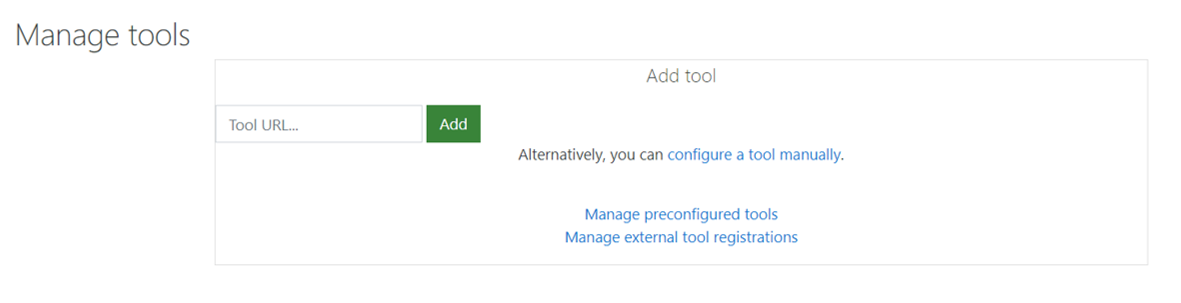 Manage tools
Add tool
Tool URL...
Add
Alternatively, you can configure a tool manually.
Manage preconfigured tools
Manage external tool registrations